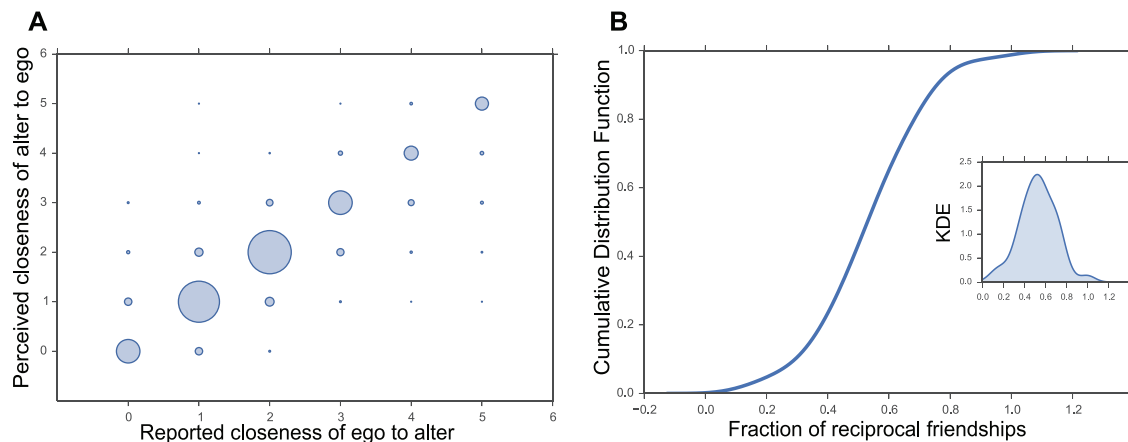 A
Perceived closeness of alter to ego
6
5
4
3
2
1
0
0 1 2 3 4 5 6
Reported closeness of ego to alter
B
Cumulative Distribution Function
1.0
0.8
0.6
0.4
0.2
0.0
−0.2 0.0 0.2 0.4 0.6 0.8 1.0 1.2
Fraction of reciprocal friendships
KDE
2.5
2.0
1.5
1.0
0.5
0.0
0.0 0.2 0.4 0.6 0.8 1.0 1.2